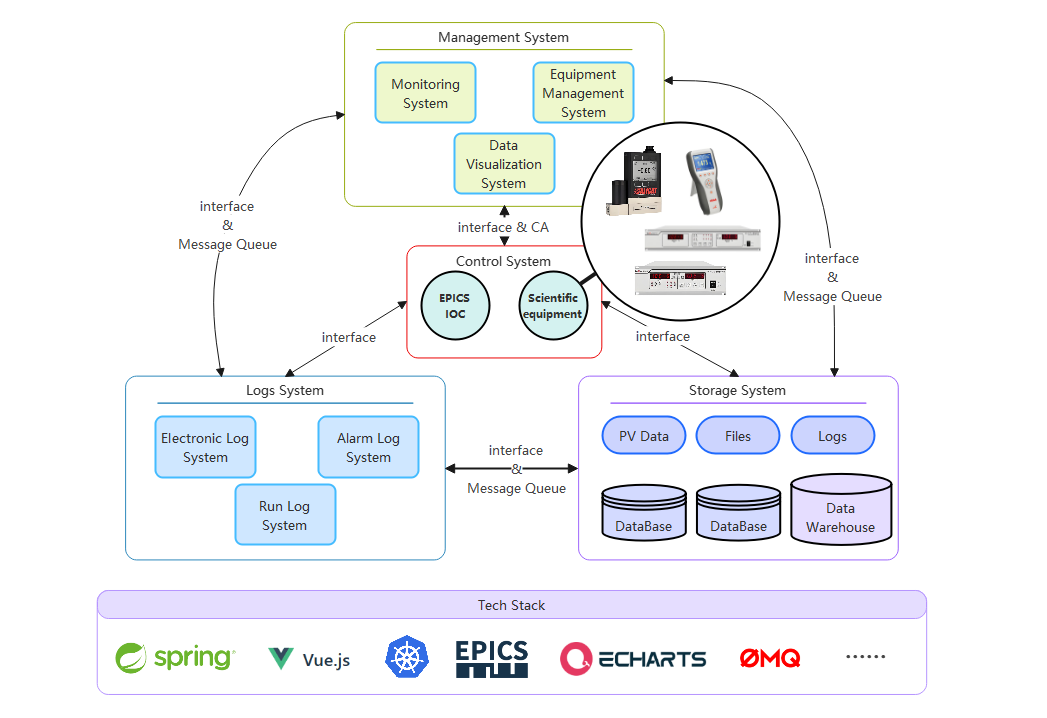 Management System
Monitoring
System
Equipment
Management
System
Data
Visualization
System
interface
&
Message Queue
interface & CA
interface
&
Message Queue
Control System
EPICS
IOC
Scientific
equipment
interface
interface
Logs System
Electronic Log
System
Alarm Log
System
Run Log
System
interface
&
Message Queue
Storage System
PV Data
Files
Logs
DataBase
DataBase
Data
Warehouse
Tech Stack
spring
Vue.js
EPICS
ECHARTS
ØMQ
······